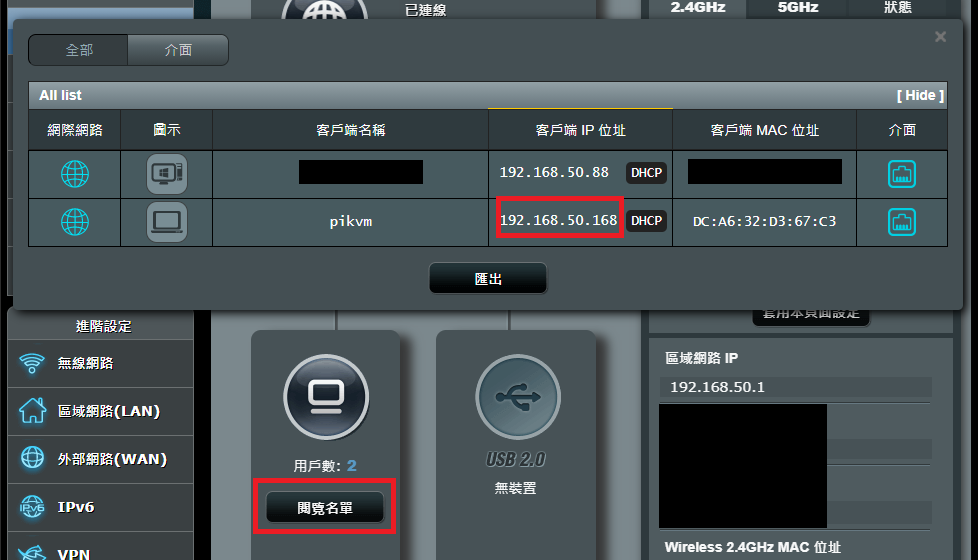 已連線
2.4GHz 5GHz 狀態
全部 介面
All list [ Hide ]
網際網路 圖示 客戶端名稱 客戶端 IP 位址 客戶端 MAC 位址 介面
192.168.50.88 DHCP
pikvm 192.168.50.168 DHCP DC:A6:32:D3:67:C3
匯出
套用本頁面設定
進階設定
無線網路
區域網路(LAN)
外部網路(WAN)
IPv6
VPN
用戶數: 2
閱覽名單
USB 2.0
無裝置
區域網路 IP
192.168.50.1
Wireless 2.4GHz MAC 位址